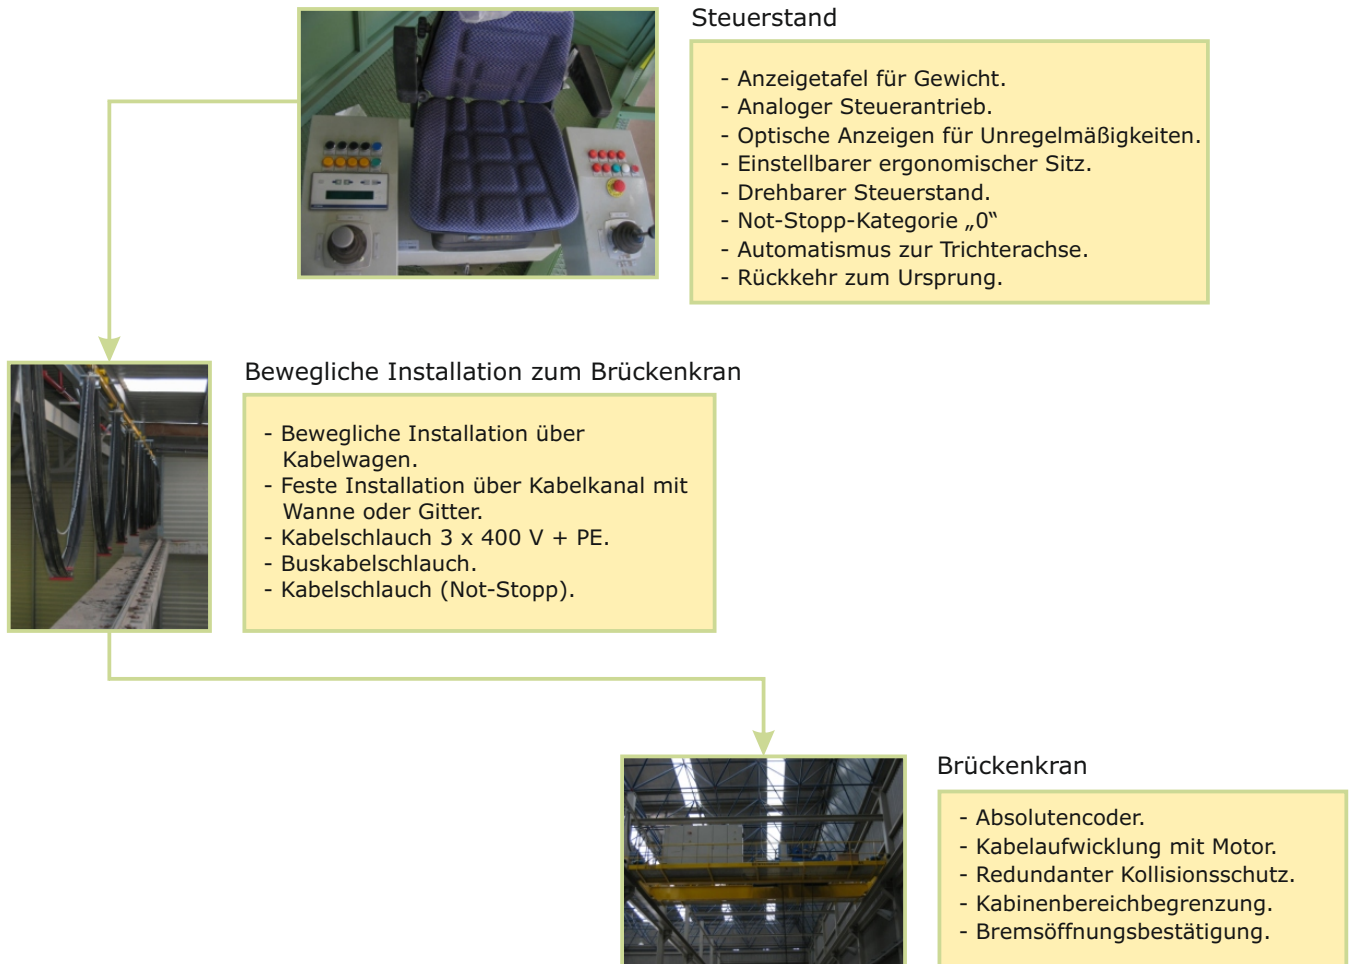 Steuerstand
- Anzeigetafel für Gewicht.
- Analoger Steuerantrieb.
- Optische Anzeigen für Unregelmäßigkeiten.
- Einstellbarer ergonomischer Sitz.
- Drehbarer Steuerstand.
- Not-Stopp-Kategorie „0“
- Automatismus zur Trichterachse.
- Rückkehr zum Ursprung.
Bewegliche Installation zum Brückenkran
- Bewegliche Installation über
Kabelwagen.
- Feste Installation über Kabelkanal mit
Wanne oder Gitter.
- Kabelschlauch 3 x 400 V + PE.
- Buskabelschlauch.
- Kabelschlauch (Not-Stopp).
Brückenkran
- Absolutencoder.
- Kabelaufwicklung mit Motor.
- Redundanter Kollisionsschutz.
- Kabinenbereichbegrenzung.
- Bremsöffnungsbestätigung.